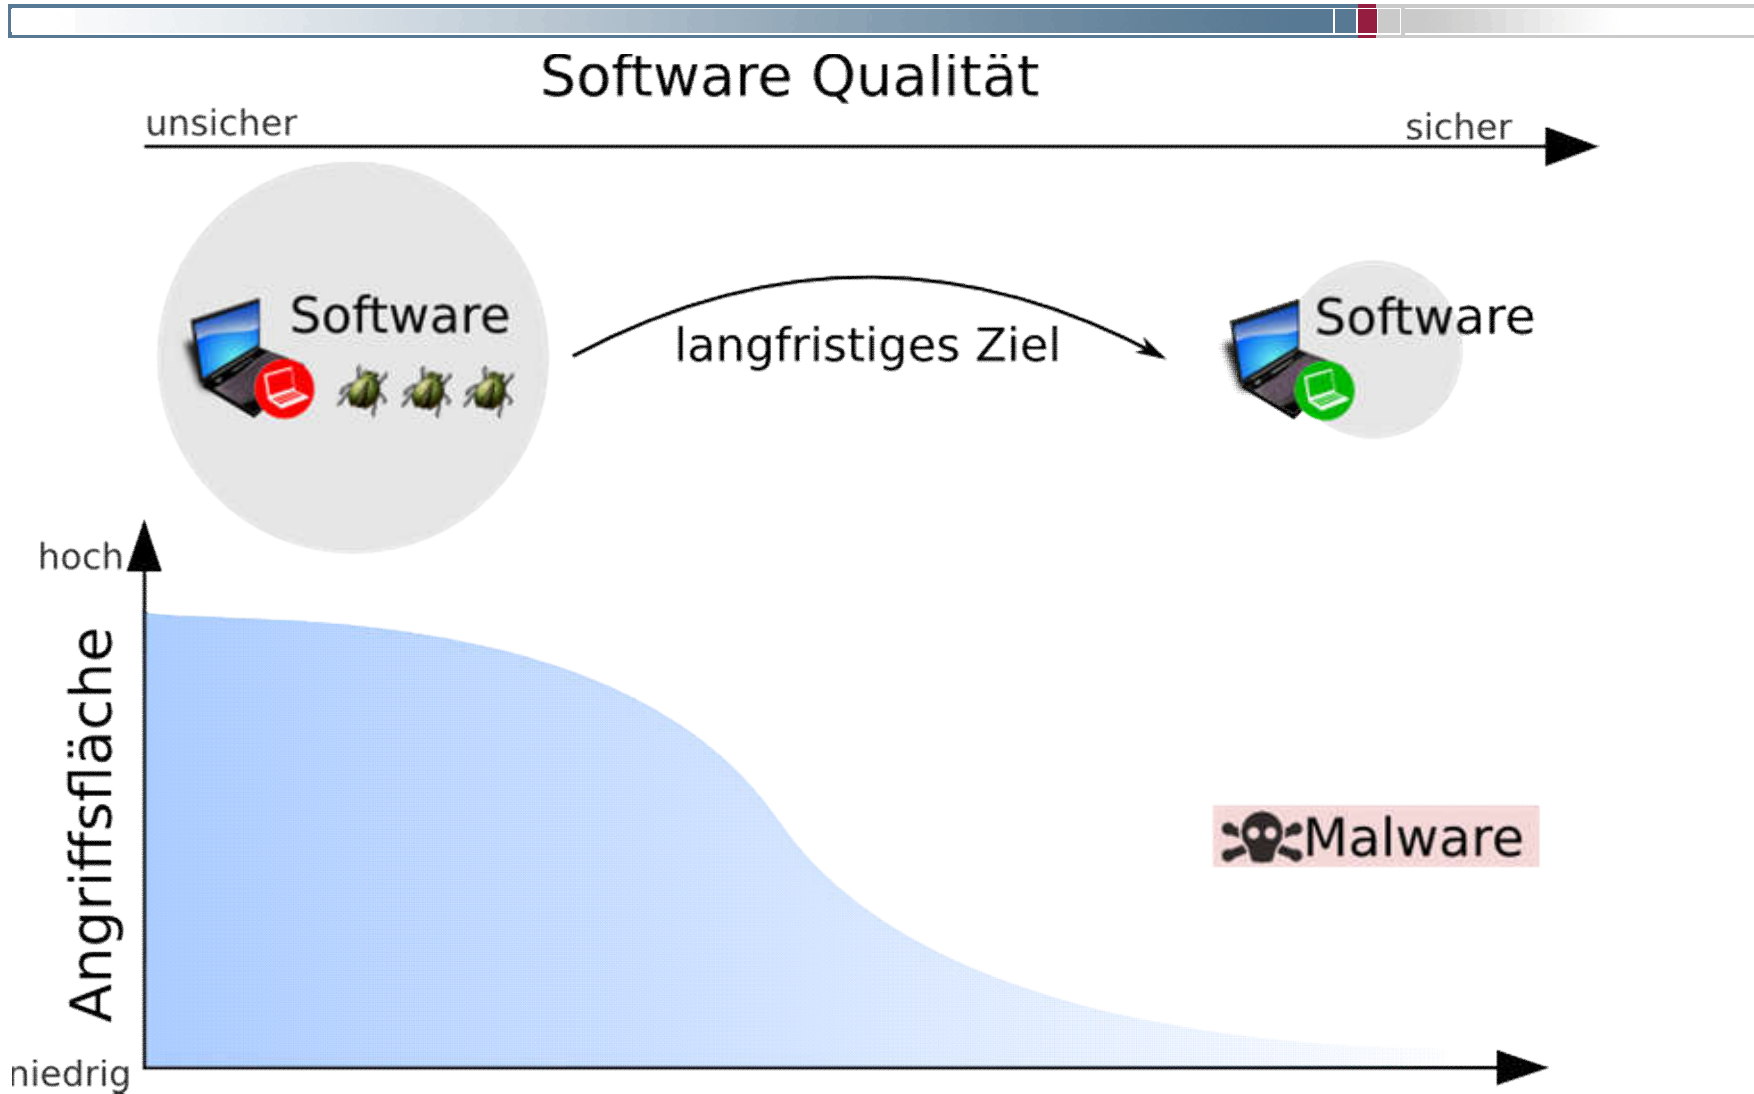 Software Qualität
unsicher
sicher
Software
langfristiges Ziel
Software
hoch
Angriffsfläche
Malware
niedrig